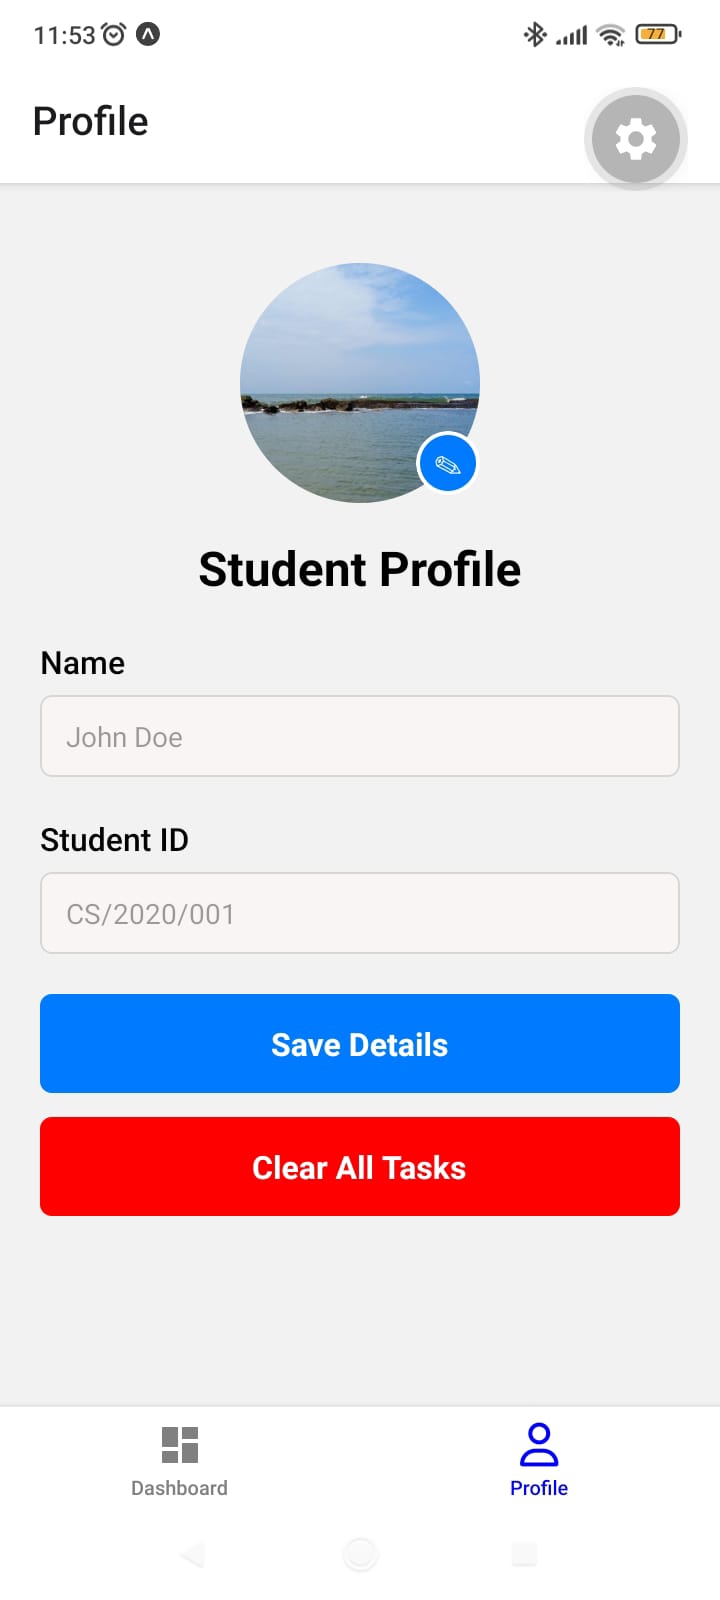 11:53
77
Profile
Student Profile
Name
John Doe
Student ID
CS/2020/001
Save Details
Clear All Tasks
Dashboard
Profile